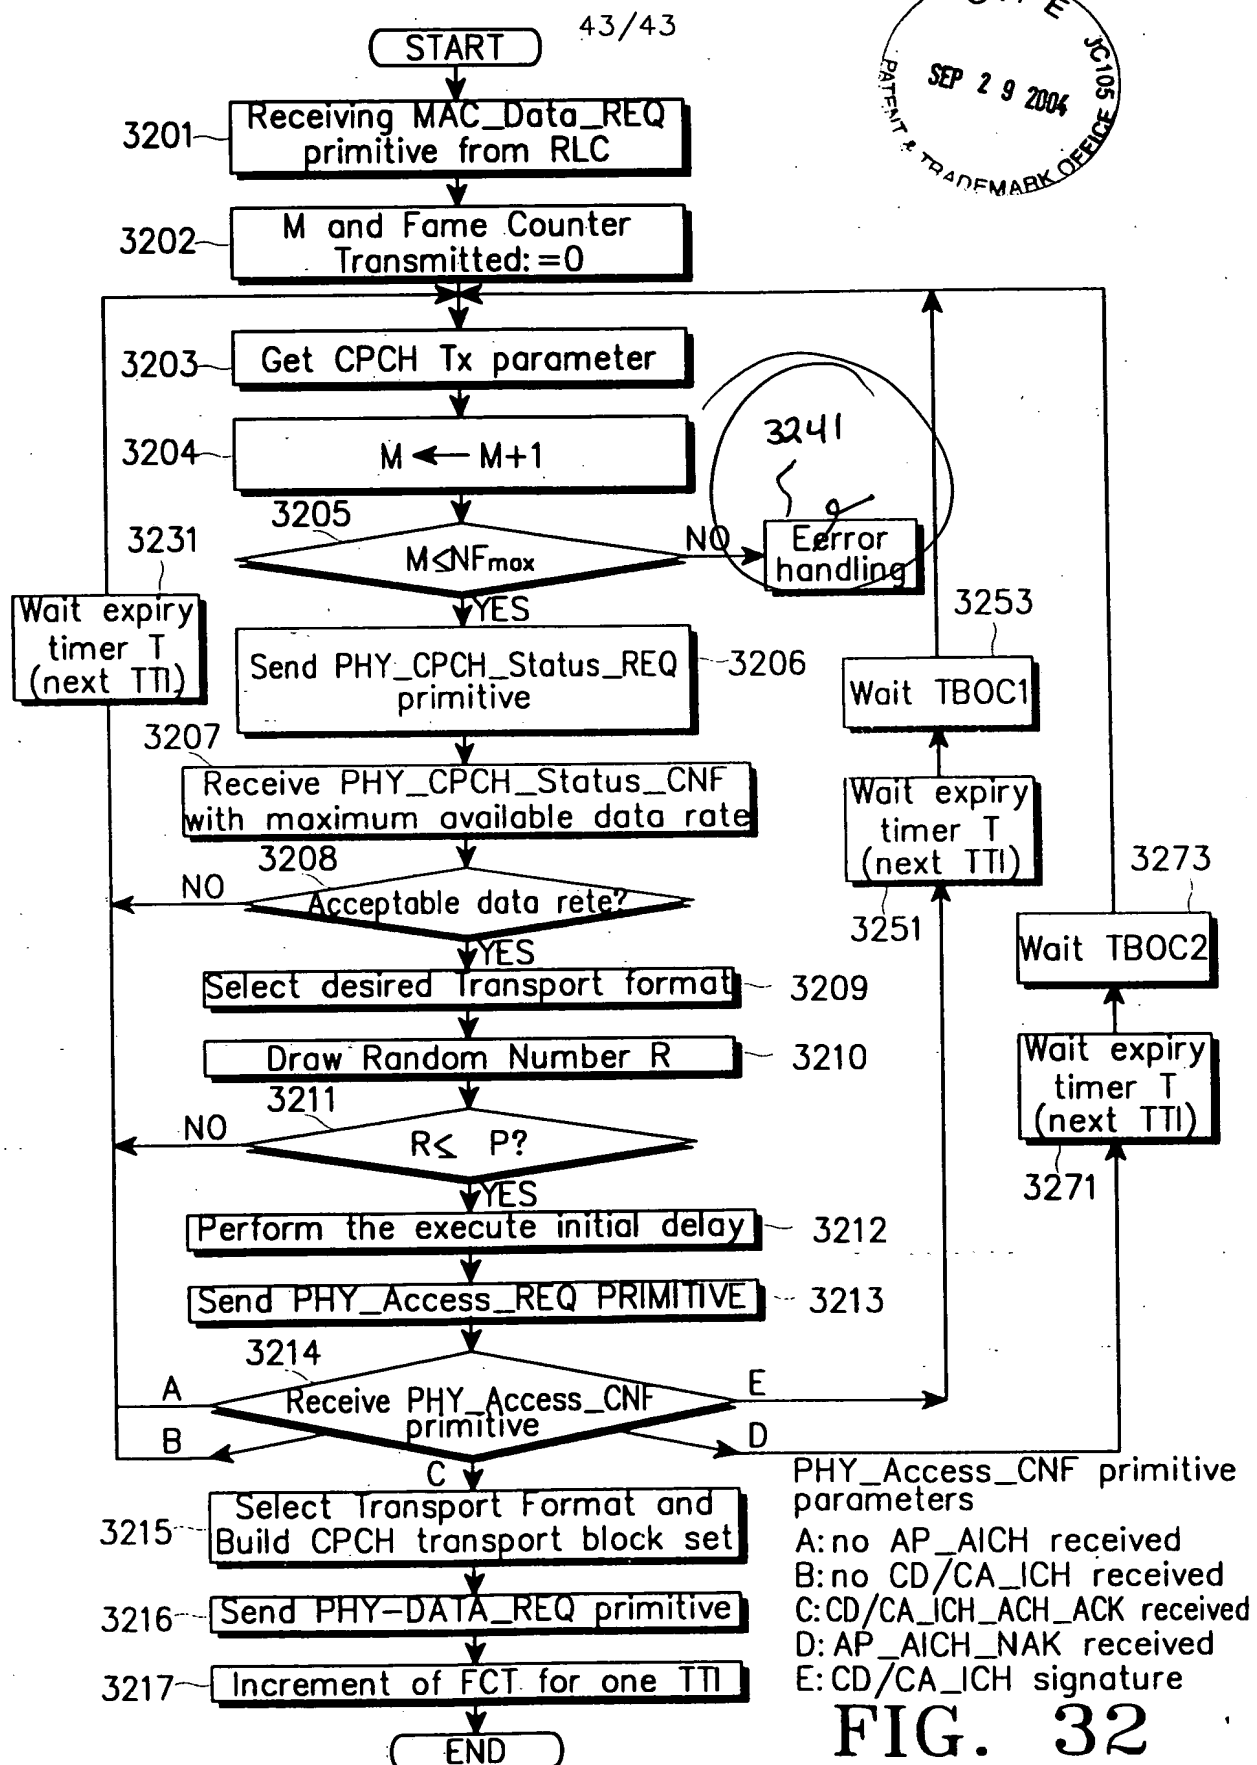 43/43
START
SEP 2 9 2004
JC105
PATENT & TRADEMARK OFFICE
3201
Receiving MAC_Data_REQ
primitive from RLC
3202
M and Fame Counter
Transmitted:=0
3203
Get CPCH Tx parameter
3204
M ← M+1
3241
3205
M≤NFmax
NO
Eerror
handling
3231
Wait expiry
timer T
(next TTI)
YES
3206
Send PHY_CPCH_Status_REQ
primitive
3253
Wait TBOC1
3207
Receive PHY_CPCH_Status_CNF
with maximum available data rate
Wait expiry
timer T
(next TTI)
3251
3208
NO
Acceptable data rete?
YES
3273
Wait TBOC2
Select desired Transport format
3209
Draw Random Number R
3210
Wait expiry
timer T
(next TTI)
3271
3211
NO
R≤ P?
YES
Perform the execute initial delay
3212
Send PHY_Access_REQ PRIMITIVE
3213
3214
A
Receive PHY_Access_CNF
primitive
E
B
D
C
3215
Select Transport Format and
Build CPCH transport block set
3216
Send PHY-DATA_REQ primitive
3217
Increment of FCT for one TTI
END
PHY_Access_CNF primitive
parameters
A:no AP_AICH received
B:no CD/CA_ICH received
C:CD/CA_ICH_ACH_ACK received
D:AP_AICH_NAK received
E:CD/CA_ICH signature
FIG. 32